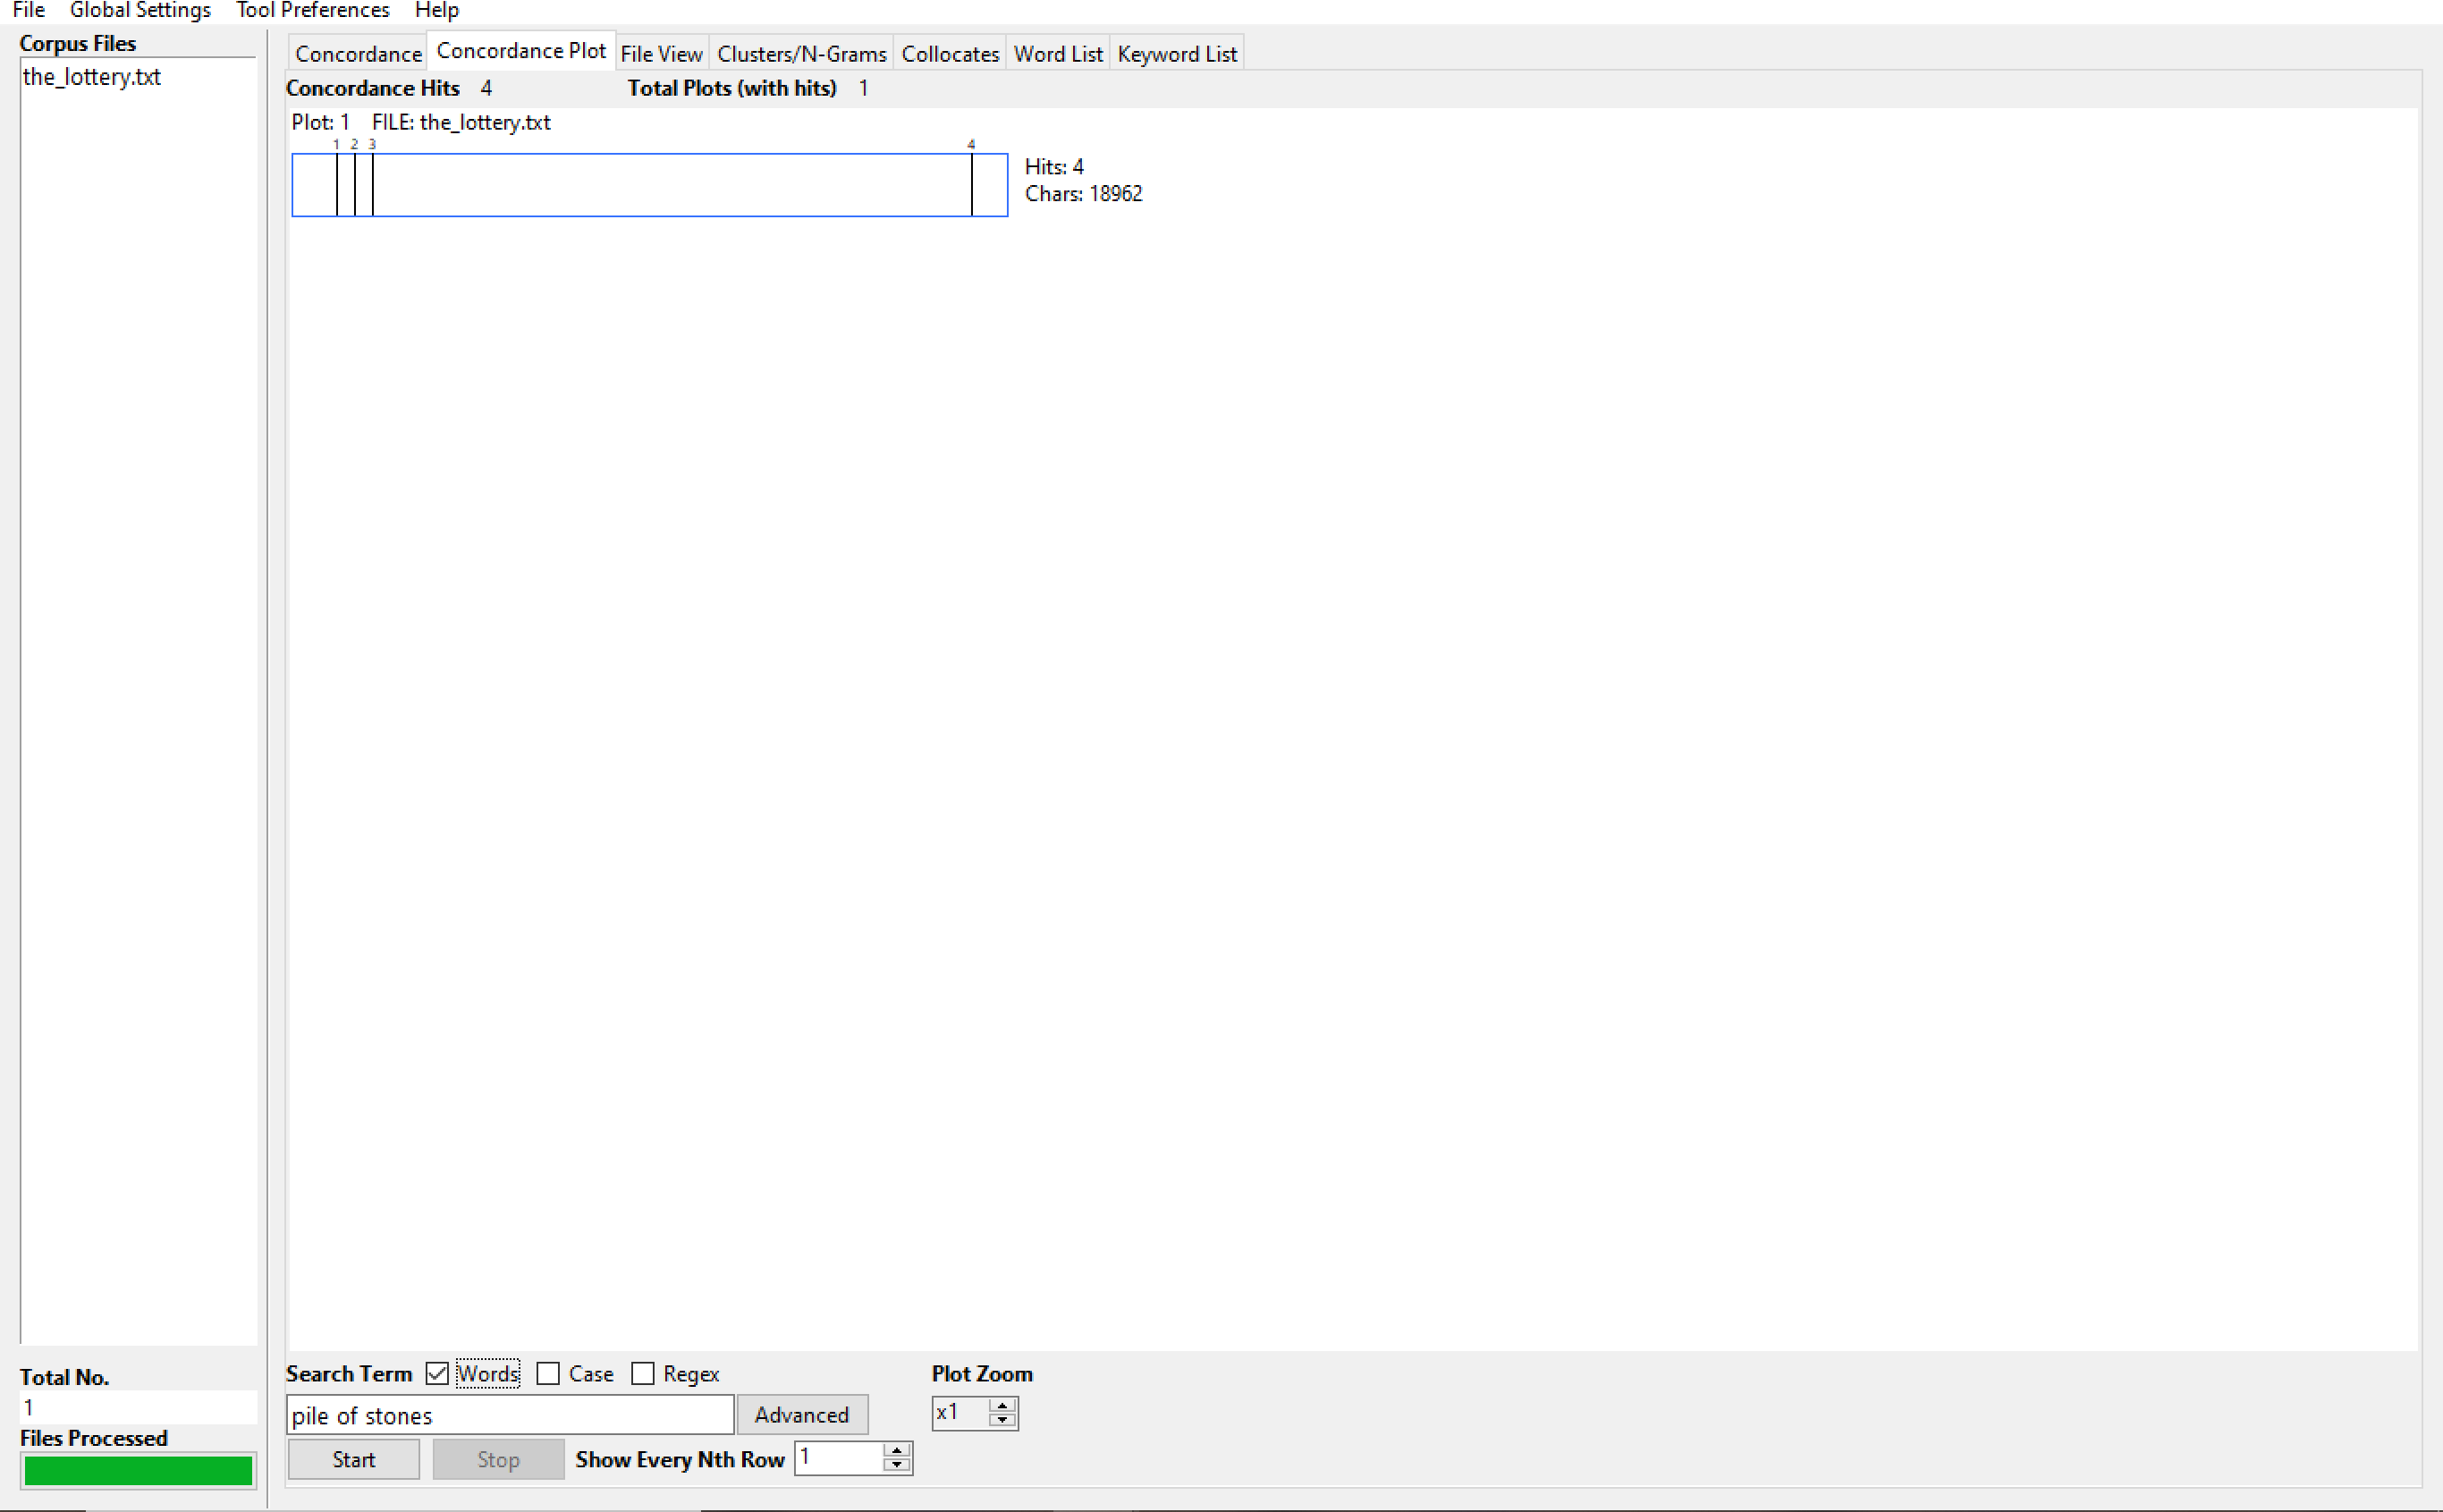 File Global Settings Tool Preferences Help
Corpus Files
the_lottery.txt
Total No.
1
Files Processed
Concordance Concordance Plot File View Clusters/N-Grams Collocates Word List Keyword List
Concordance Hits 4 Total Plots (with hits) 1
Plot: 1 FILE: the_lottery.txt
1 2 3 4
Hits: 4
Chars: 18962
Search Term Words Case Regex Plot Zoom
pile of stones Advanced x1
Start Stop Show Every Nth Row 1